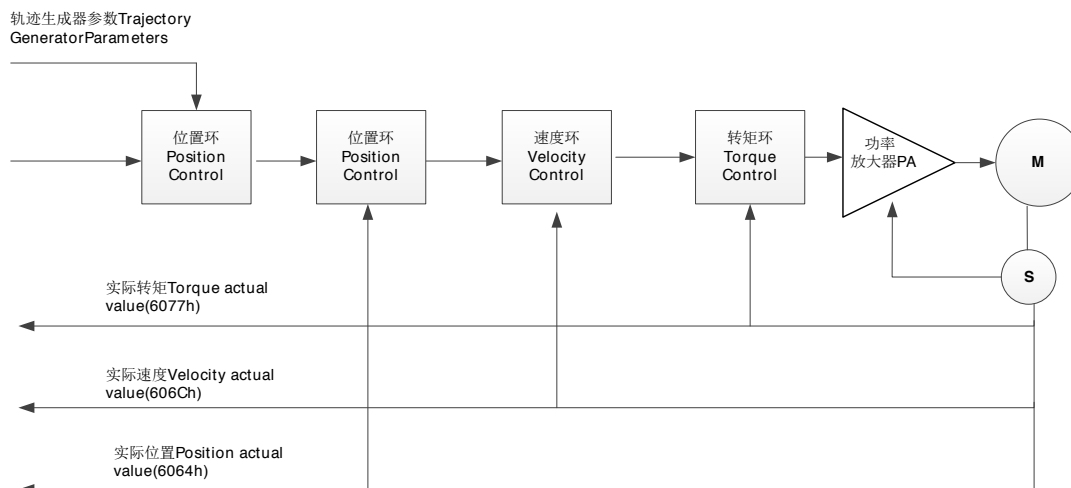 轨迹生成器参数Trajectory
GeneratorParameters
位置环
Position
Control
位置环
Position
Control
速度环
Velocity
Control
转矩环
Torque
Control
功率
放大器PA
M
S
实际转矩Torque actual
value(6077h)
实际速度Velocity actual
value(606Ch)
实际位置Position actual
value(6064h)